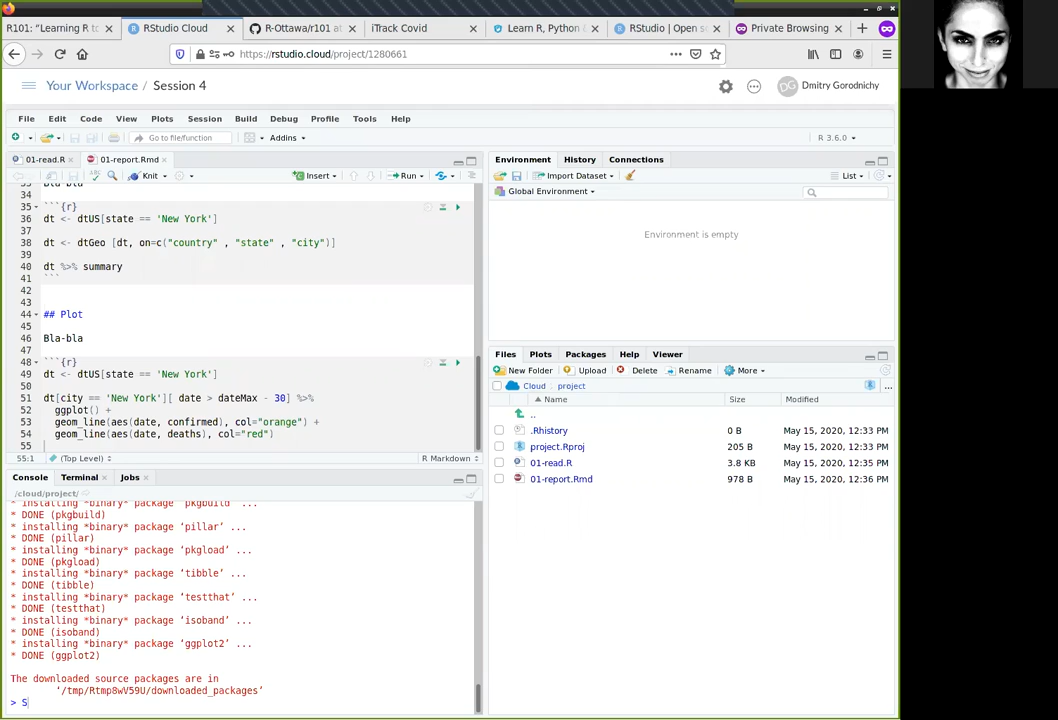 R101: "Learning R t
RStudio Cloud
R-Ottawa/r101 at
iTrack Covid
Learn R, Python &
RStudio | Open sc
Private Browsing
https://rstudio.cloud/project/1280661
Your Workspace / Session 4
DG Dmitry Gorodnichy
File Edit Code View Plots Session Build Debug Profile Tools Help
Go to file/function Addins R 3.6.0
01-read.R 01-report.Rmd
Knit Insert Run
33 Bla-bla
34
35 ```{r}
36 dt <- dtUS[state == 'New York']
37
38 dt <- dtGeo [dt, on=c("country" , "state" , "city")]
39
40 dt %>% summary
41 ```
42
43
44 ## Plot
45
46 Bla-bla
47
48 ```{r}
49 dt <- dtUS[state == 'New York']
50
51 dt[city == 'New York'][ date > dateMax - 30] %>%
52 ggplot() +
53 geom_line(aes(date, confirmed), col="orange") +
54 geom_line(aes(date, deaths), col="red")
55
55:1 (Top Level) R Markdown
Console Terminal Jobs
/cloud/project/
* installing *binary* package 'pkgbuild' ...
* DONE (pkgbuild)
* installing *binary* package 'pillar' ...
* DONE (pillar)
* installing *binary* package 'pkgload' ...
* DONE (pkgload)
* installing *binary* package 'tibble' ...
* DONE (tibble)
* installing *binary* package 'testthat' ...
* DONE (testthat)
* installing *binary* package 'isoband' ...
* DONE (isoband)
* installing *binary* package 'ggplot2' ...
* DONE (ggplot2)
The downloaded source packages are in
'/tmp/Rtmp8wV59U/downloaded_packages'
> S
Environment History Connections
Import Dataset List
Global Environment
Environment is empty
Files Plots Packages Help Viewer
New Folder Upload Delete Rename More
Cloud project
Name Size Modified
..
.Rhistory 0 B May 15, 2020, 12:33 PM
project.Rproj 205 B May 15, 2020, 12:33 PM
01-read.R 3.8 KB May 15, 2020, 12:35 PM
01-report.Rmd 978 B May 15, 2020, 12:36 PM